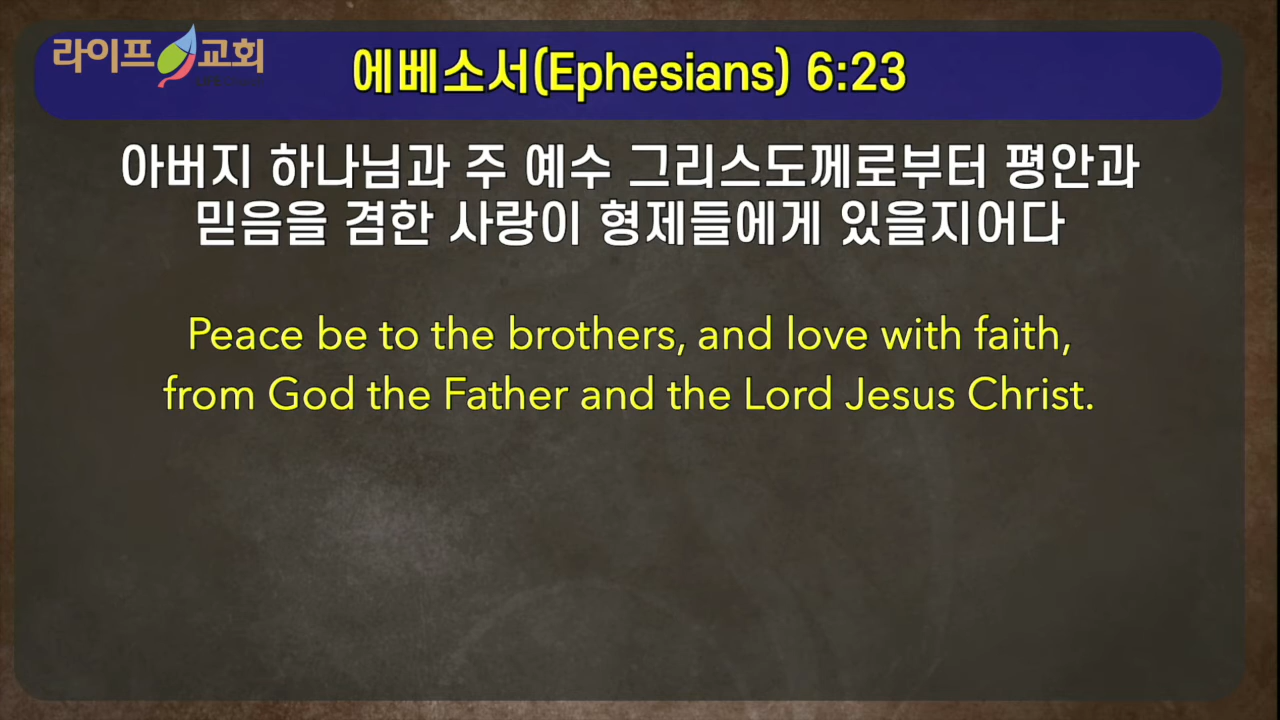 라이프교회
에베소서(Ephesians) 6:23
아버지 하나님과 주 예수 그리스도께로부터 평안과
믿음을 겸한 사랑이 형제들에게 있을지어다
Peace be to the brothers, and love with faith,
from God the Father and the Lord Jesus Christ.